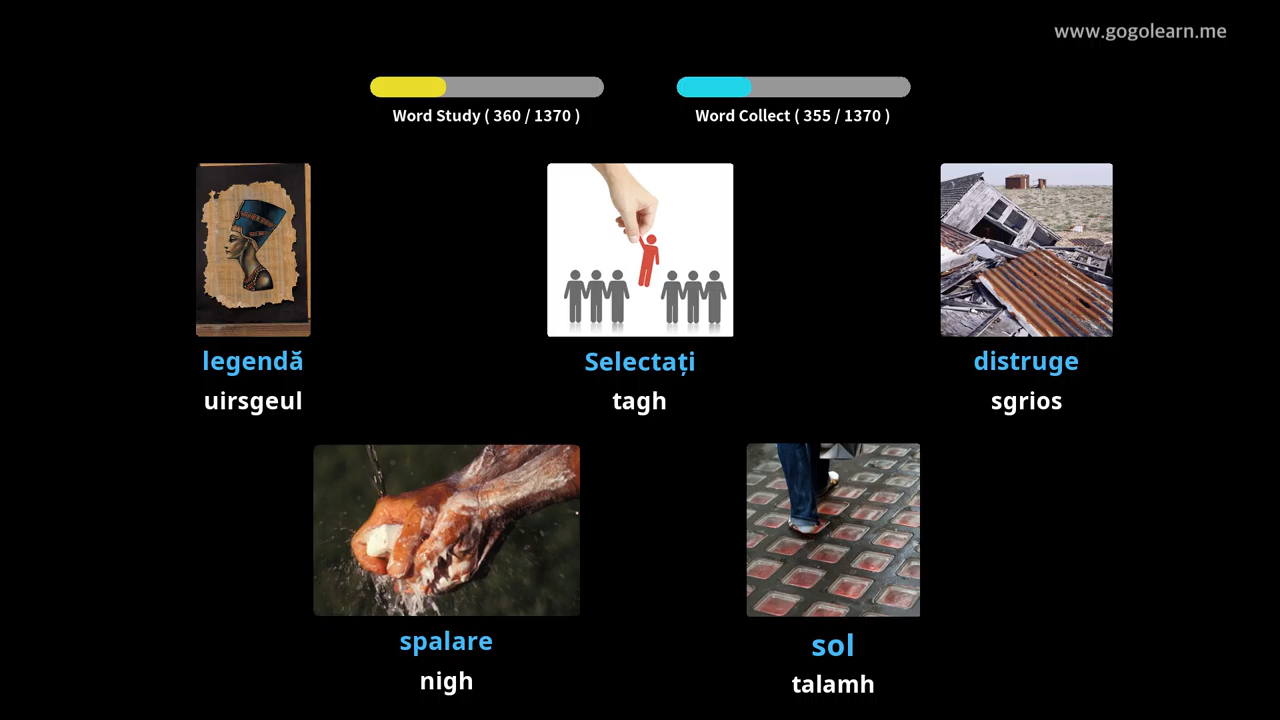 www.gogolearn.me
Word Study ( 360 / 1370 )
Word Collect ( 355 / 1370 )
legendă
Selectați
distruge
uirsgeul
tagh
sgrios
spalare
sol
nigh
talamh